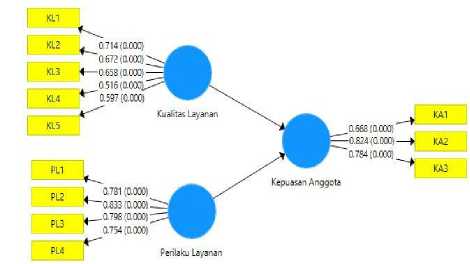 KL1
KL2
KL3
KL4
KL5
0.714 (0.000)
0.672 (0.000)
0.658 (0.000)
0.516 (0.000)
0.597 (0.000)
Kualitas Layanan
PL1
PL2
PL3
PL4
0.781 (0.000)
0.833 (0.000)
0.798 (0.000)
0.754 (0.000)
Perilaku Layanan
Kepuasan Anggota
0.668 (0.000)
0.824 (0.000)
0.784 (0.000)
KA1
KA2
KA3